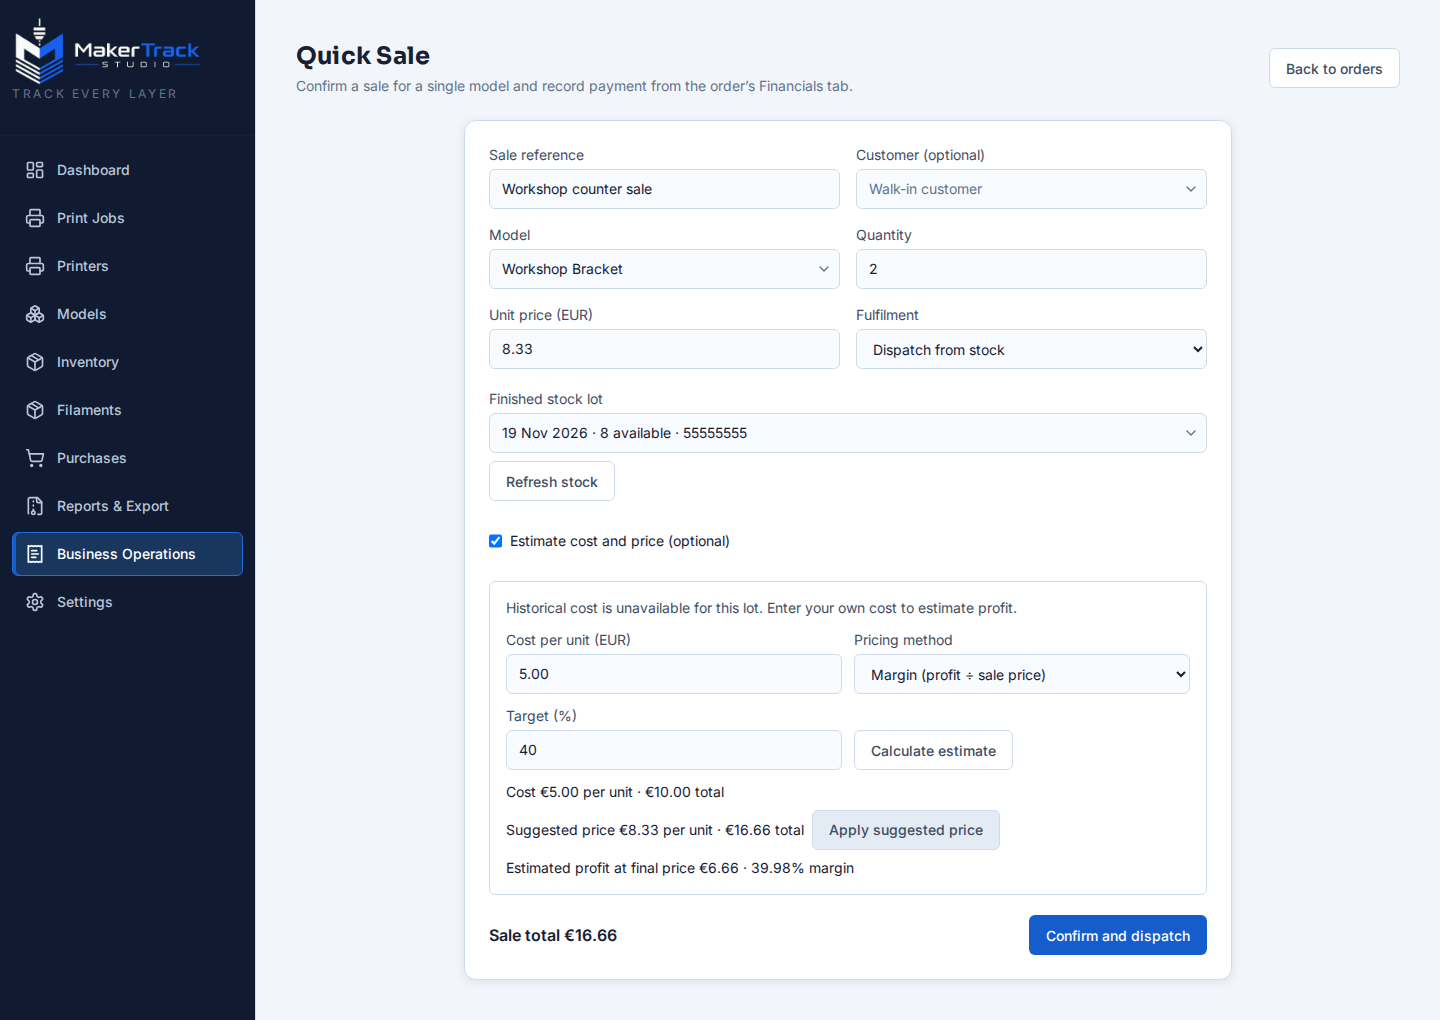 MakerTrack
STUDIO
TRACK EVERY LAYER
Dashboard
Print Jobs
Printers
Models
Inventory
Filaments
Purchases
Reports & Export
Business Operations
Settings
Quick Sale
Confirm a sale for a single model and record payment from the order's Financials tab.
Back to orders
Sale reference
Customer (optional)
Workshop counter sale
Walk-in customer
Model
Quantity
Workshop Bracket
2
Unit price (EUR)
Fulfilment
8.33
Dispatch from stock
Finished stock lot
19 Nov 2026 · 8 available · 55555555
Refresh stock
Estimate cost and price (optional)
Historical cost is unavailable for this lot. Enter your own cost to estimate profit.
Cost per unit (EUR)
Pricing method
5.00
Margin (profit ÷ sale price)
Target (%)
40
Calculate estimate
Cost €5.00 per unit · €10.00 total
Suggested price €8.33 per unit · €16.66 total
Apply suggested price
Estimated profit at final price €6.66 · 39.98% margin
Sale total €16.66
Confirm and dispatch